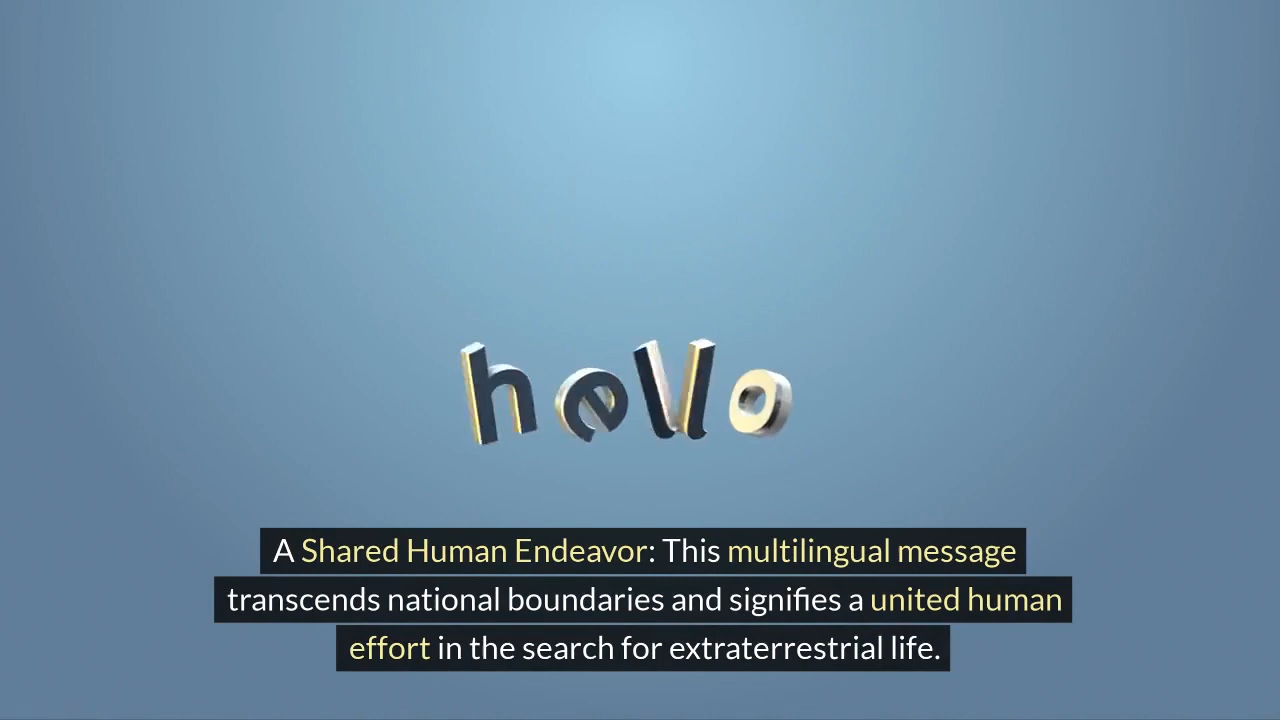 hello
A Shared Human Endeavor: This multilingual message
transcends national boundaries and signifies a united human
effort in the search for extraterrestrial life.